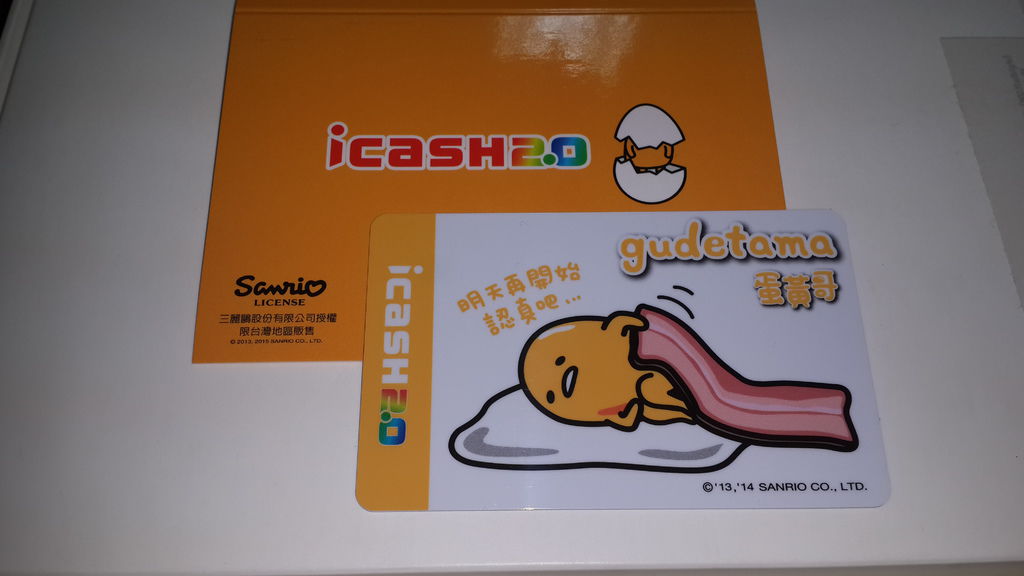 icash2.0
Sanrio
LICENSE
三麗鷗股份有限公司授權
限台灣地區販售
© 2013, 2015 SANRIO CO., LTD.
icash2.0
gudetama
蛋黃哥
明天再開始
認真吧...
©'13,'14 SANRIO CO., LTD.